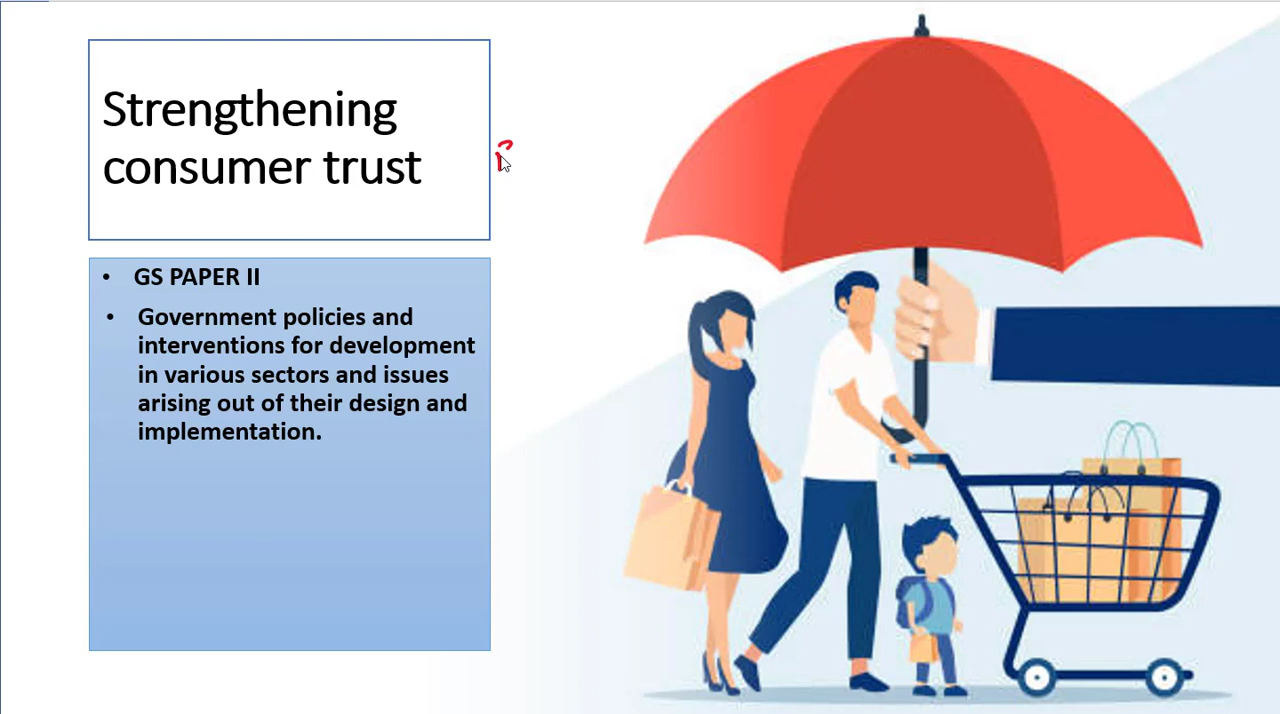 Strengthening
consumer trust
• GS PAPER II
• Government policies and
interventions for development
in various sectors and issues
arising out of their design and
implementation.